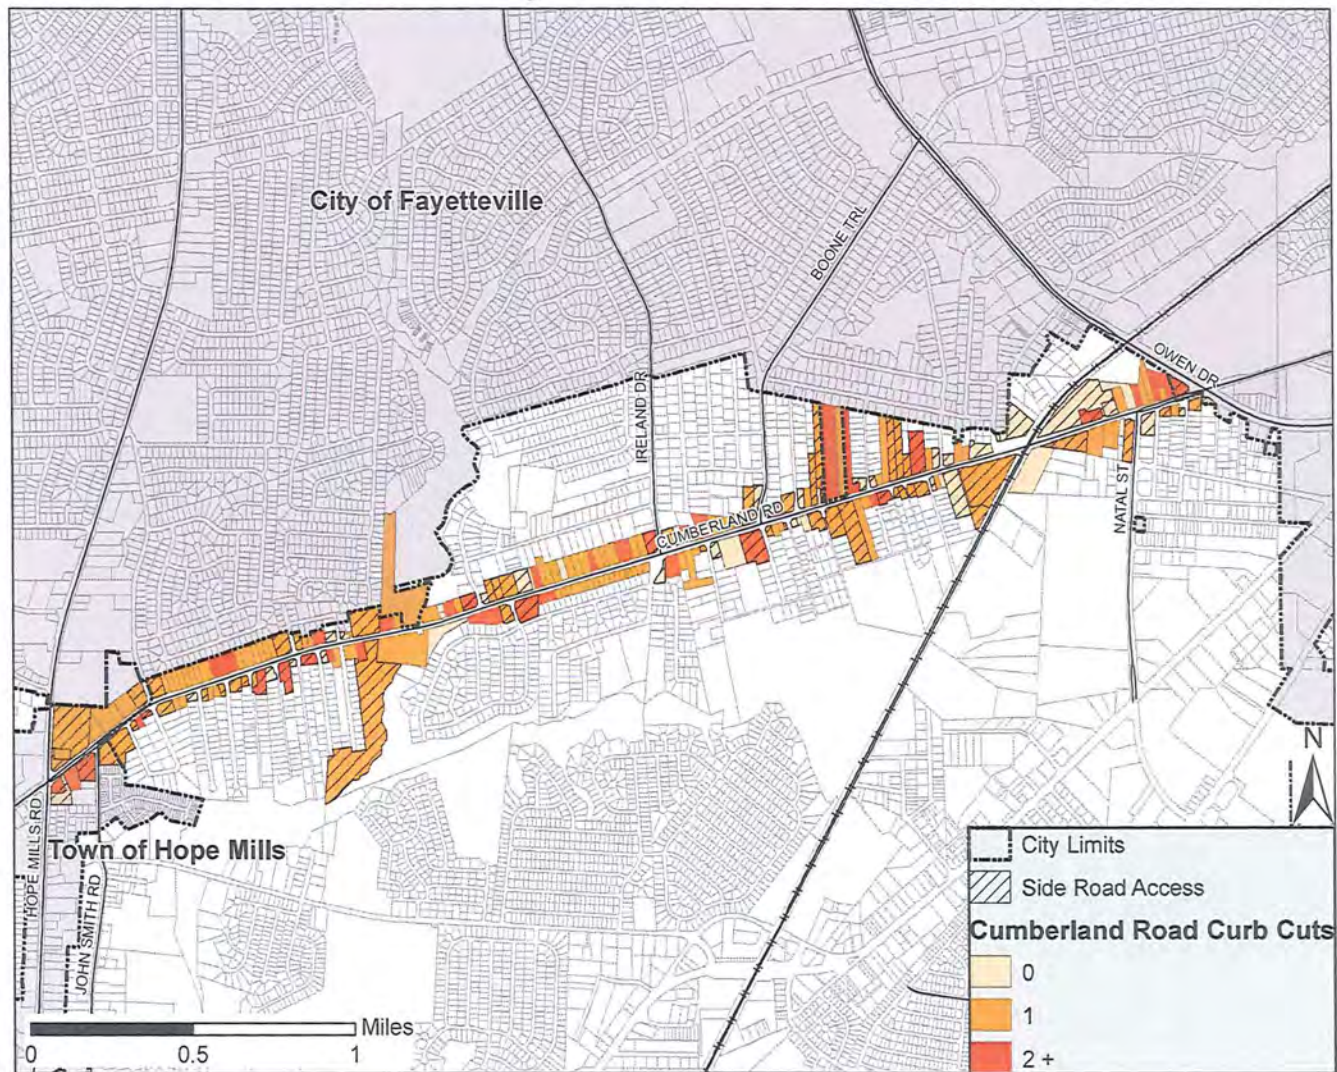 City of Fayetteville
BOONE TRL
OWEN DR
IRELAND DR
CUMBERLAND RD
NATAL ST
N
HOPE MILLS RD
Town of Hope Mills
JOHN SMITH RD
City Limits
Side Road Access
Cumberland Road Curb Cuts
0
1
2 +
Miles
0 0.5 1